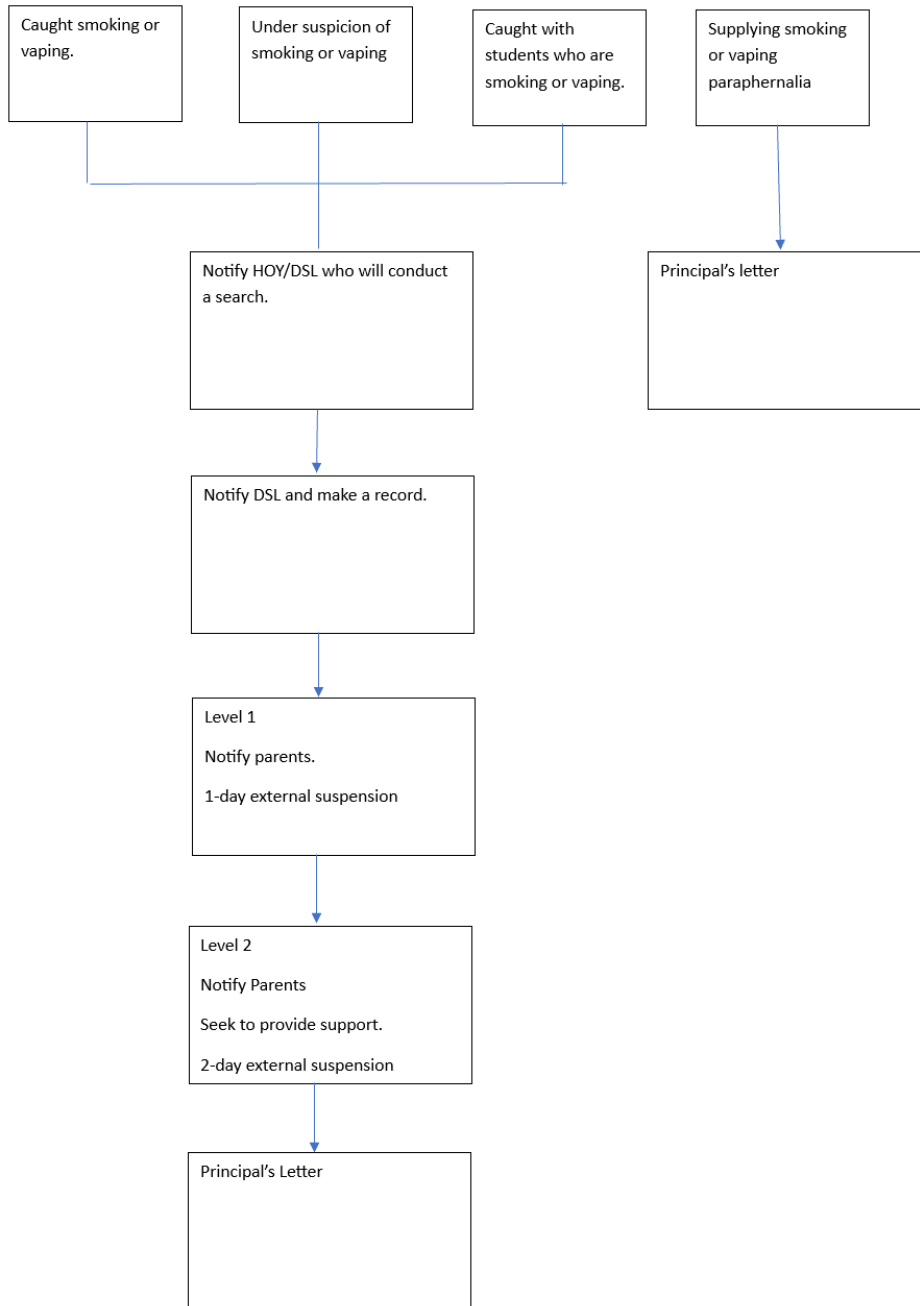 Caught smoking or
vaping.
Under suspicion of
smoking or vaping
Caught with
students who are
smoking or vaping.
Supplying smoking
or vaping
paraphernalia
Notify HOY/DSL who will conduct
a search.
Principal’s letter
Notify DSL and make a record.
Level 1
Notify parents.
1-day external suspension
Level 2
Notify Parents
Seek to provide support.
2-day external suspension
Principal’s Letter